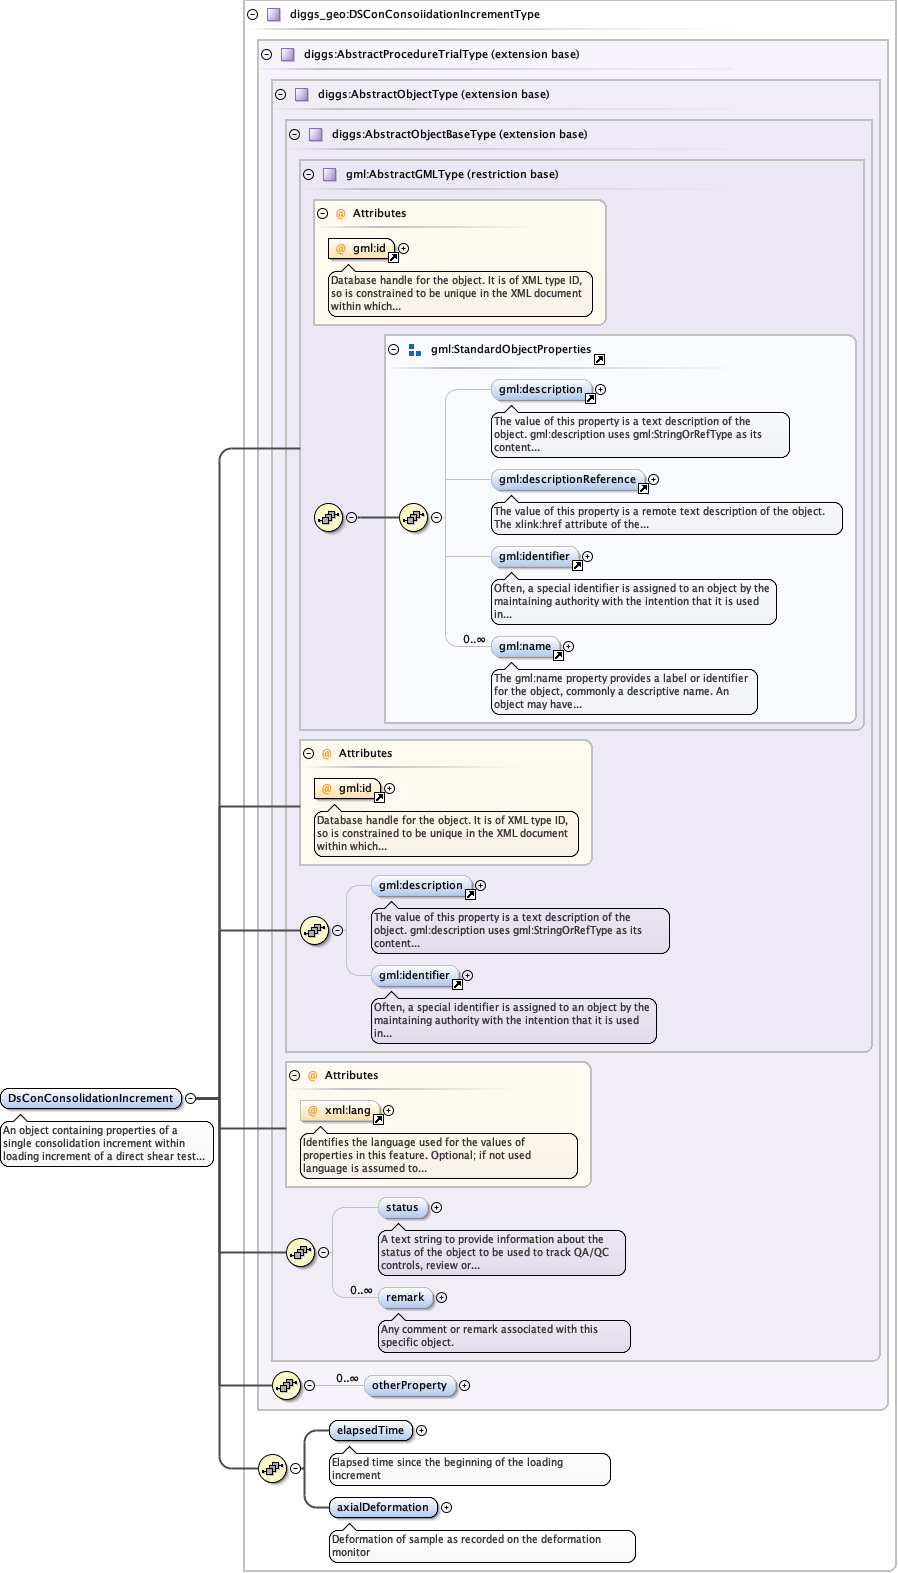 diggs_geo:DSConConsoiidationIncrementType
diggs:AbstractProcedureTrialType (extension base)
diggs:AbstractObjectType (extension base)
diggs:AbstractObjectBaseType (extension base)
gml:AbstractGMLType (restriction base)
@ Attributes
@ gml:id
Database handle for the object. It is of XML type ID,
so is constrained to be unique in the XML document
within which...
gml:StandardObjectProperties
gml:description
The value of this property is a text description of the
object. gml:description uses gml:StringOrRefType as its
content...
gml:descriptionReference
The value of this property is a remote text description of the object.
The xlink:href attribute of the...
gml:identifier
Often, a special identifier is assigned to an object by the
maintaining authority with the intention that it is used
in...
0..∞
gml:name
The gml:name property provides a label or identifier
for the object, commonly a descriptive name. An
object may have...
@ Attributes
@ gml:id
Database handle for the object. It is of XML type ID,
so is constrained to be unique in the XML document
within which...
gml:description
The value of this property is a text description of the
object. gml:description uses gml:StringOrRefType as its
content...
gml:identifier
Often, a special identifier is assigned to an object by the
maintaining authority with the intention that it is used
in...
DsConConsolidationIncrement
An object containing properties of a
single consolidation increment within
loading increment of a direct shear test...
@ Attributes
@ xml:lang
Identifies the language used for the values of
properties in this feature. Optional; if not used
language is assumed to...
status
A text string to provide information about the
status of the object to be used to track QA/QC
controls, review or...
0..∞
remark
Any comment or remark associated with this
specific object.
0..∞
otherProperty
elapsedTime
Elapsed time since the beginning of the loading
increment
axialDeformation
Deformation of sample as recorded on the deformation
monitor